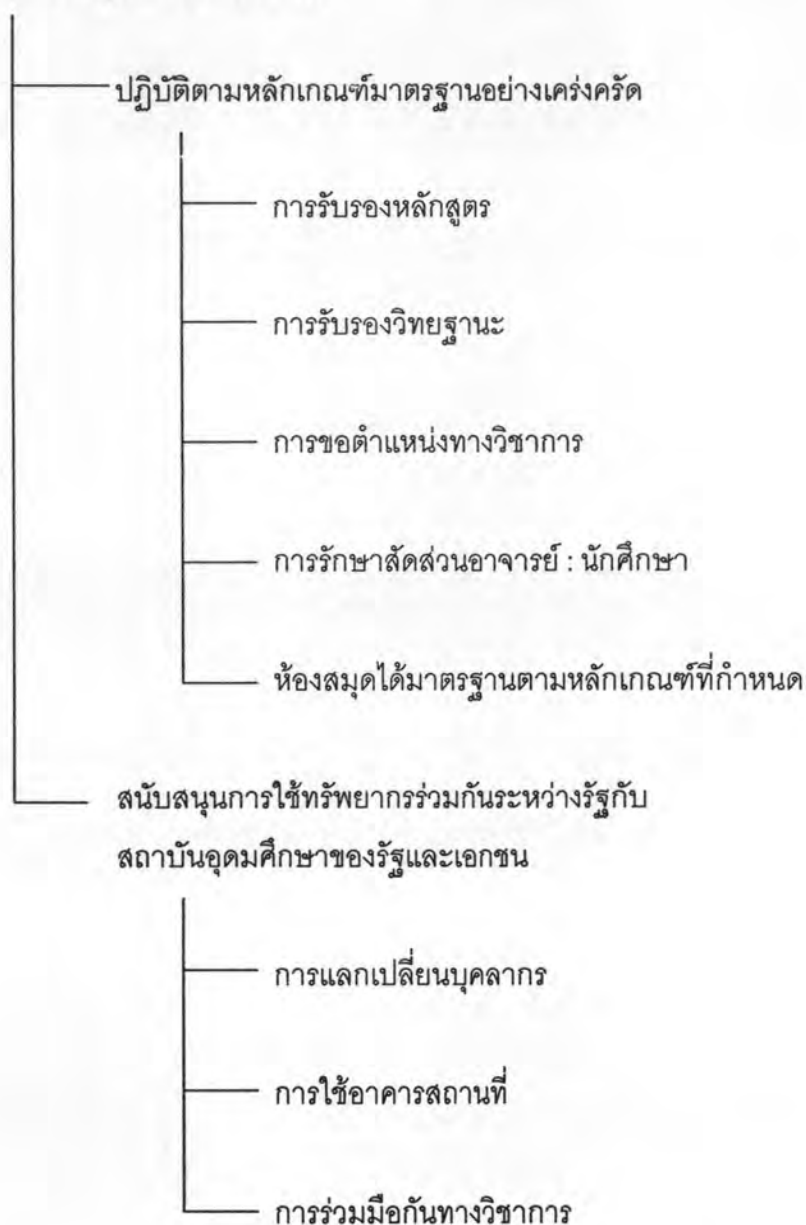 ปฏิบัติตามหลักเกณฑ์มาตรฐานอย่างเคร่งครัด
การรับรองหลักสูตร
การรับรองวิทยฐานะ
การขอตำแหน่งทางวิชาการ
การรักษาสัดส่วนอาจารย์ : นักศึกษา
ห้องสมุดได้มาตรฐานตามหลักเกณฑ์ที่กำหนด
สนับสนุนการใช้ทรัพยากรร่วมกันระหว่างรัฐกับ
สถาบันอุดมศึกษาของรัฐและเอกชน
การแลกเปลี่ยนบุคลากร
การใช้อาคารสถานที่
การร่วมมือกันทางวิชาการ